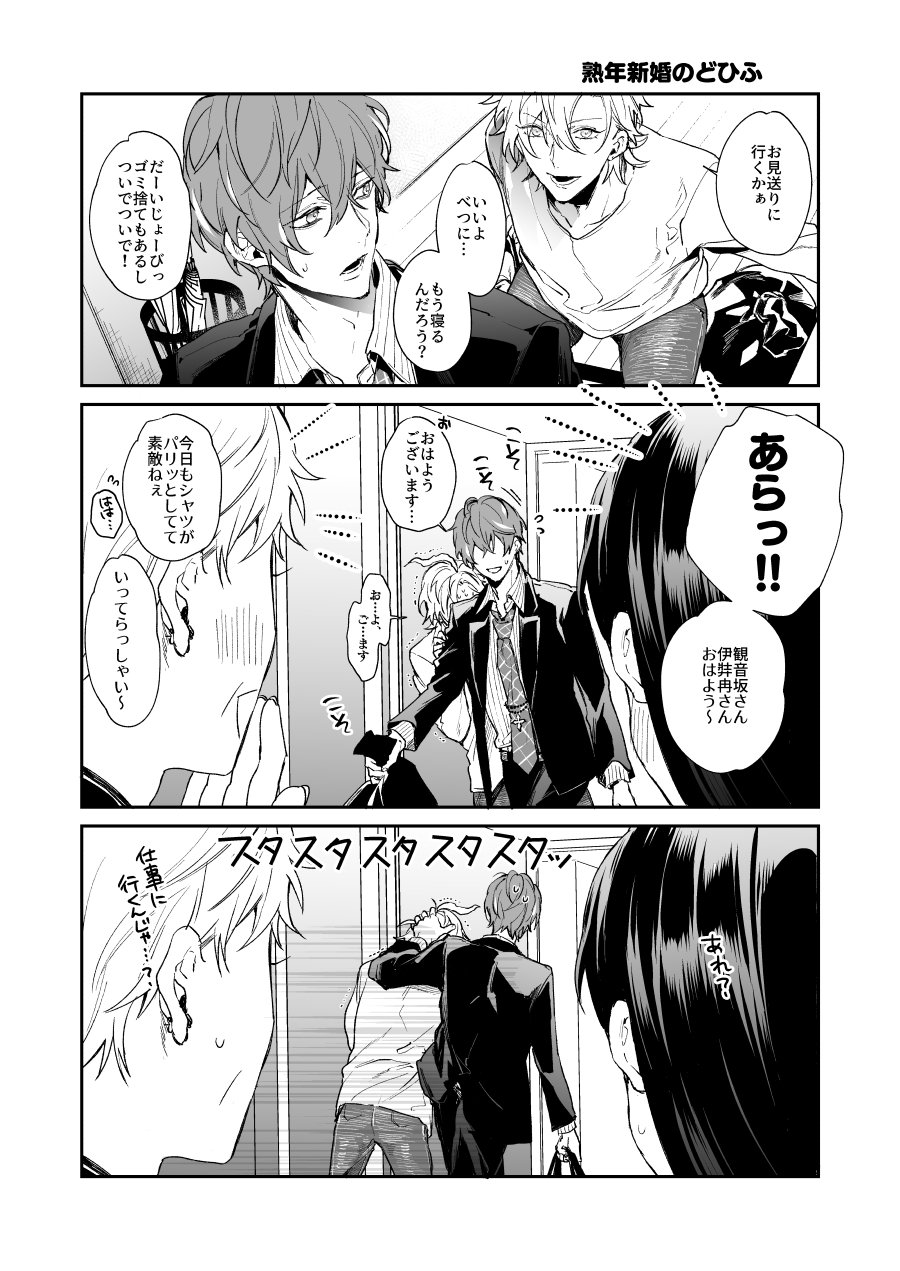 熟年新婚のどひふ
お見送りに
行くかぁ
いいよ
べつに…
もう寝る
んだろう？
だーいじょーびっ
ゴミ捨てもあるし
ついでついで！
あらっ!!
観音坂さん
伊弉冉さん
おはよう～
お
おはよう
ございます…
お…よ、
ご…ます
こそ
こそ
今日もシャツが
パリッとしてて
素敵ねぇ
はは…
いってらっしゃい～
スタスタスタスタスタッ
あれ？
仕事に
行くんじゃ…？